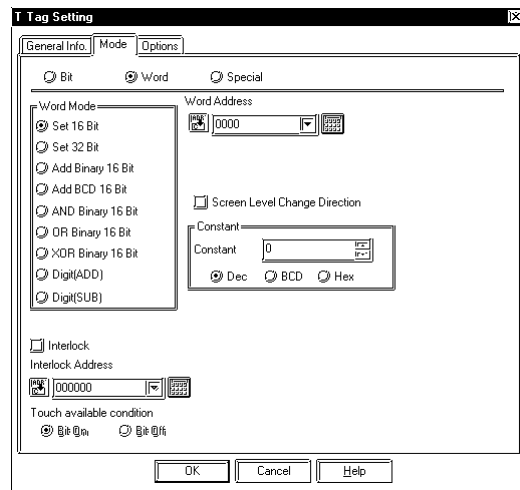 T Tag Setting
General Info. Mode Options
Bit Word Special
Word Mode
Set 16 Bit
Set 32 Bit
Add Binary 16 Bit
Add BCD 16 Bit
AND Binary 16 Bit
OR Binary 16 Bit
XOR Binary 16 Bit
Digit(ADD)
Digit(SUB)
Word Address
0000
Screen Level Change Direction
Constant
Constant 0
Dec BCD Hex
Interlock
Interlock Address
000000
Touch available condition
Bit On Bit Off
OK Cancel Help